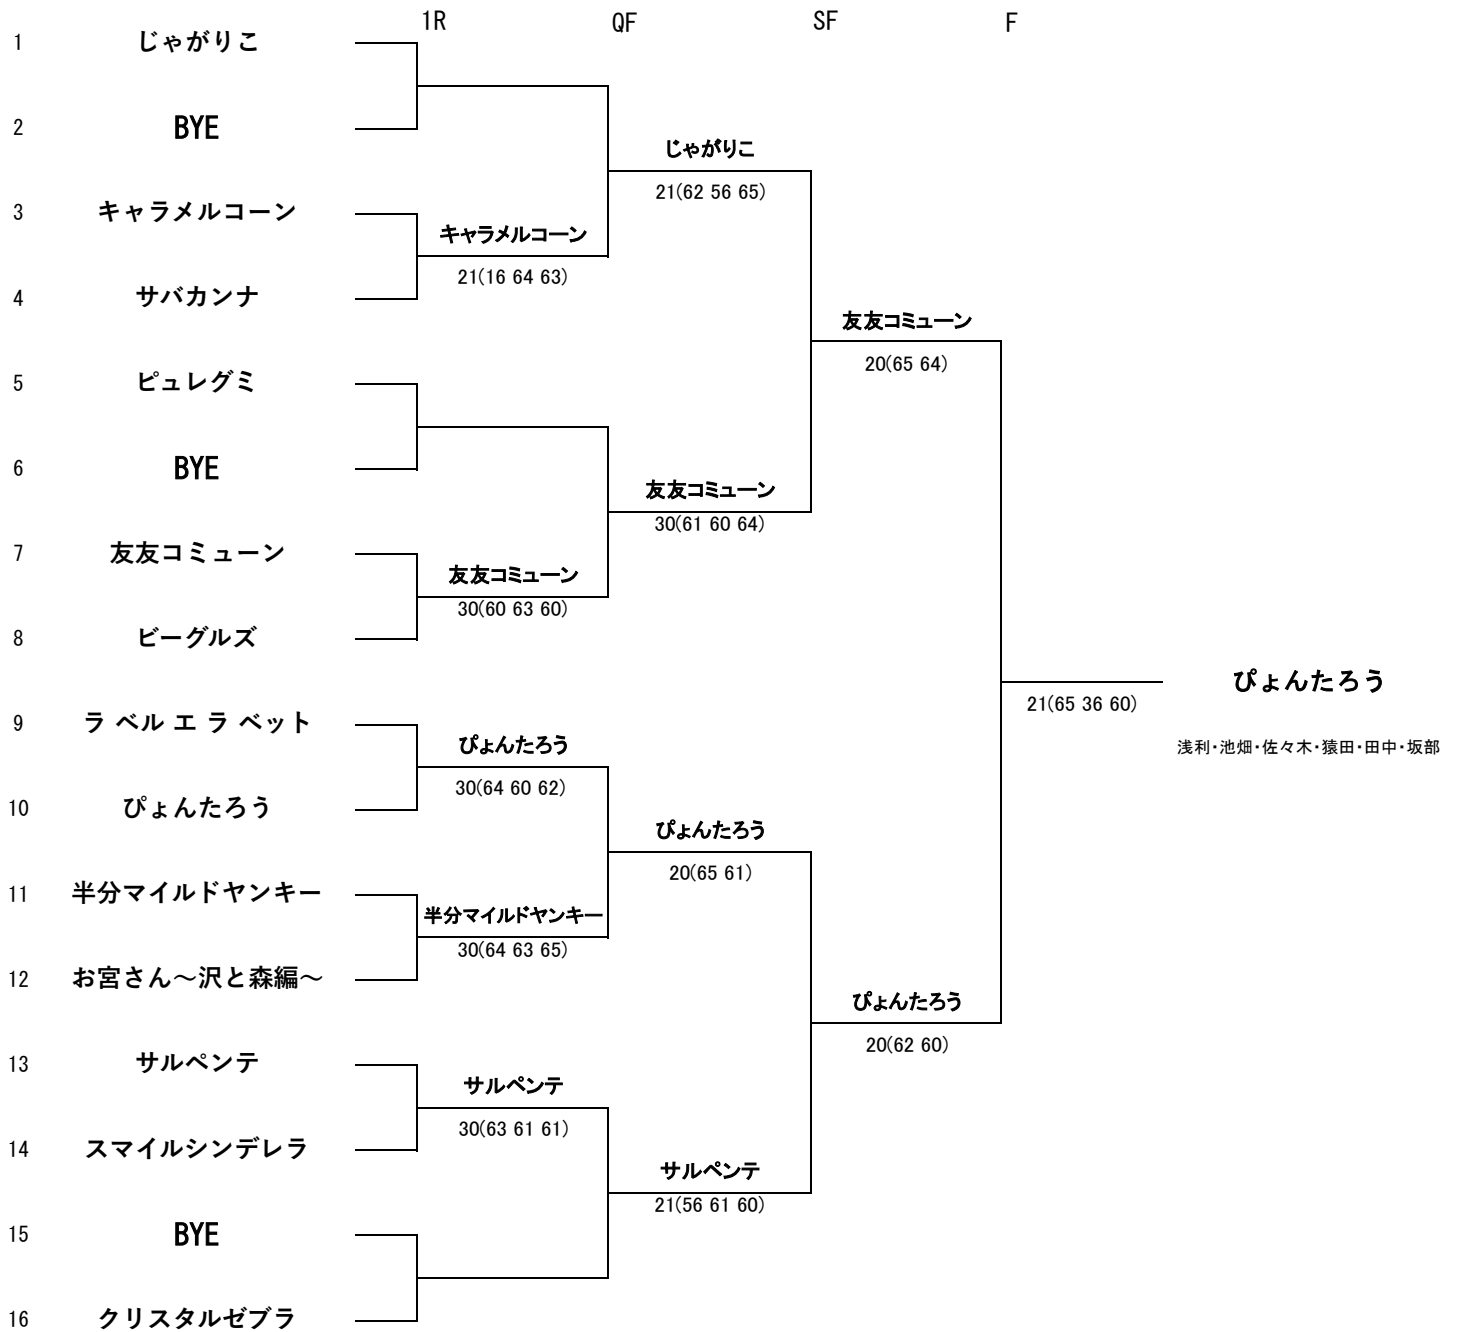 1R QF SF F
1 じゃがりこ
2 BYE
じゃがりこ
21(62 56 65)
3 キャラメルコーン
キャラメルコーン
21(16 64 63)
4 サバカンナ
友友コミューン
20(65 64)
5 ピュレグミ
6 BYE
友友コミューン
30(61 60 64)
7 友友コミューン
友友コミューン
30(60 63 60)
8 ビーグルズ
ぴょんたろう
21(65 36 60)
浅利・池畑・佐々木・猿田・田中・坂部
9 ラ ベル エ ラ ベット
ぴょんたろう
30(64 60 62)
10 ぴょんたろう
ぴょんたろう
20(65 61)
11 半分マイルドヤンキー
半分マイルドヤンキー
30(64 63 65)
12 お宮さん～沢と森編～
ぴょんたろう
20(62 60)
13 サルペンテ
サルペンテ
30(63 61 61)
14 スマイルシンデレラ
サルペンテ
21(56 61 60)
15 BYE
16 クリスタルゼブラ